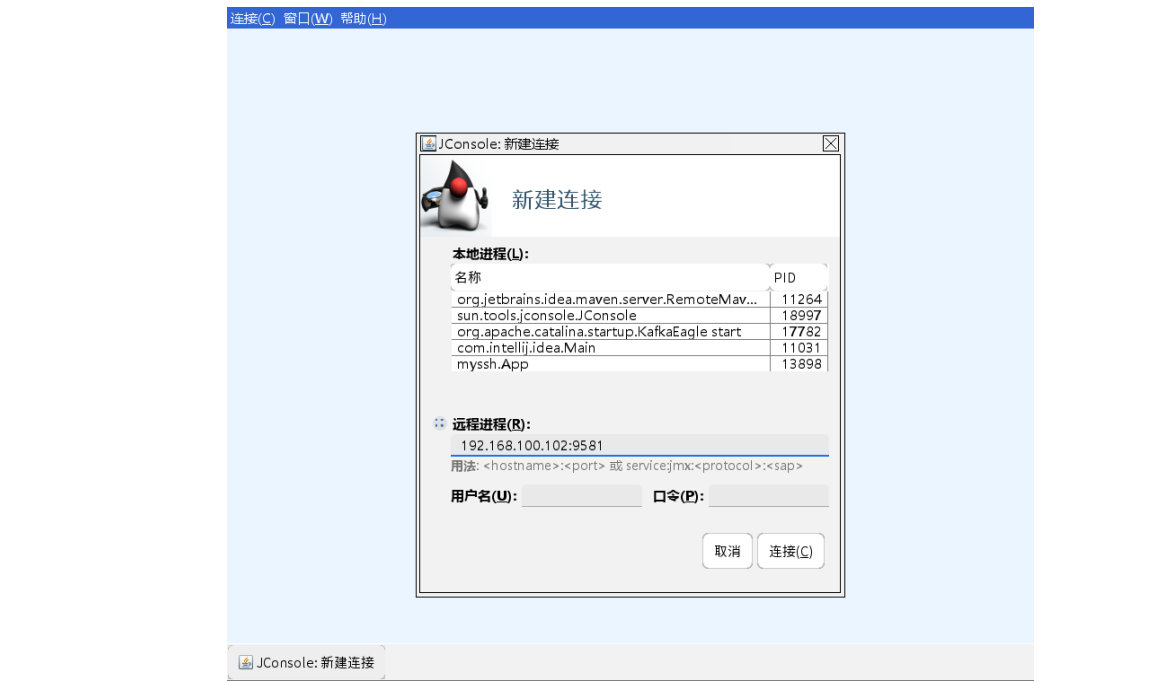 连接(C) 窗口(W) 帮助(H)
JConsole: 新建连接
新建连接
本地进程(L):
名称 PID
org.jetbrains.idea.maven.server.RemoteMav... 11264
sun.tools.jconsole.JConsole 18997
org.apache.catalina.startup.KafkaEagle start 17782
com.intellij.idea.Main 11031
myssh.App 13898
远程进程(R):
192.168.100.102:9581
用法: <hostname>:<port> 或 service:jmx:<protocol>:<sap>
用户名(U): 口令(P):
取消 连接(C)
JConsole: 新建连接